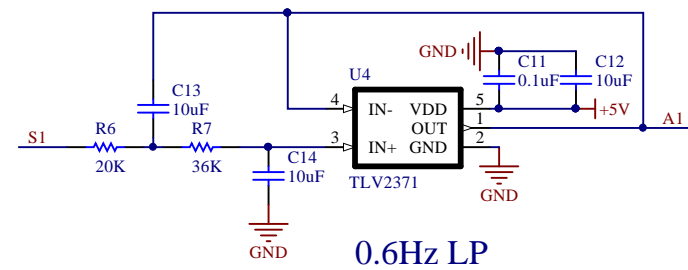 GND
C11
0.1uF
C12
10uF
U4
C13
10uF
4
IN-
VDD
5
+5V
OUT
1
A1
S1
R6
20K
R7
36K
3
IN+
GND
2
C14
10uF
TLV2371
GND
GND
0.6Hz LP